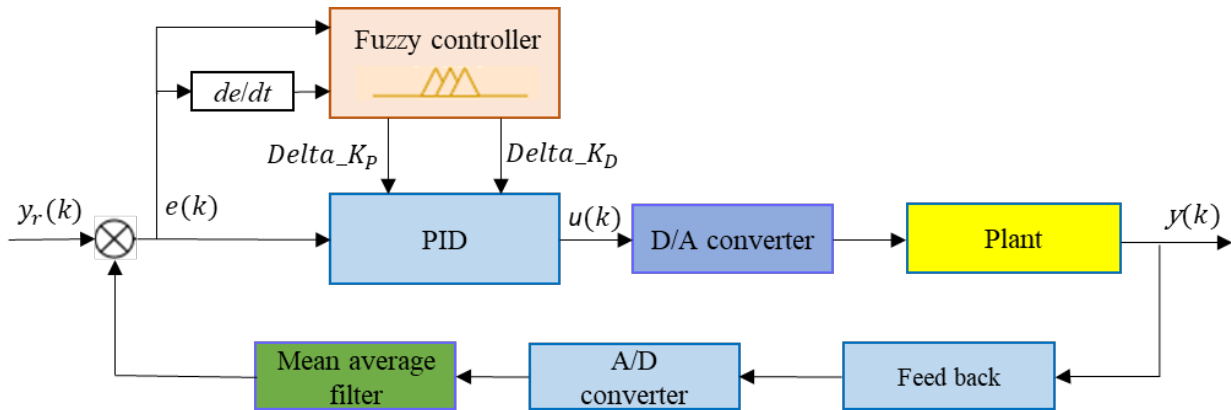 Fuzzy controller
de/dt
Delta_K_P
Delta_K_D
y_r(k)
e(k)
PID
u(k)
D/A converter
Plant
y(k)
Mean average
filter
A/D
converter
Feed back